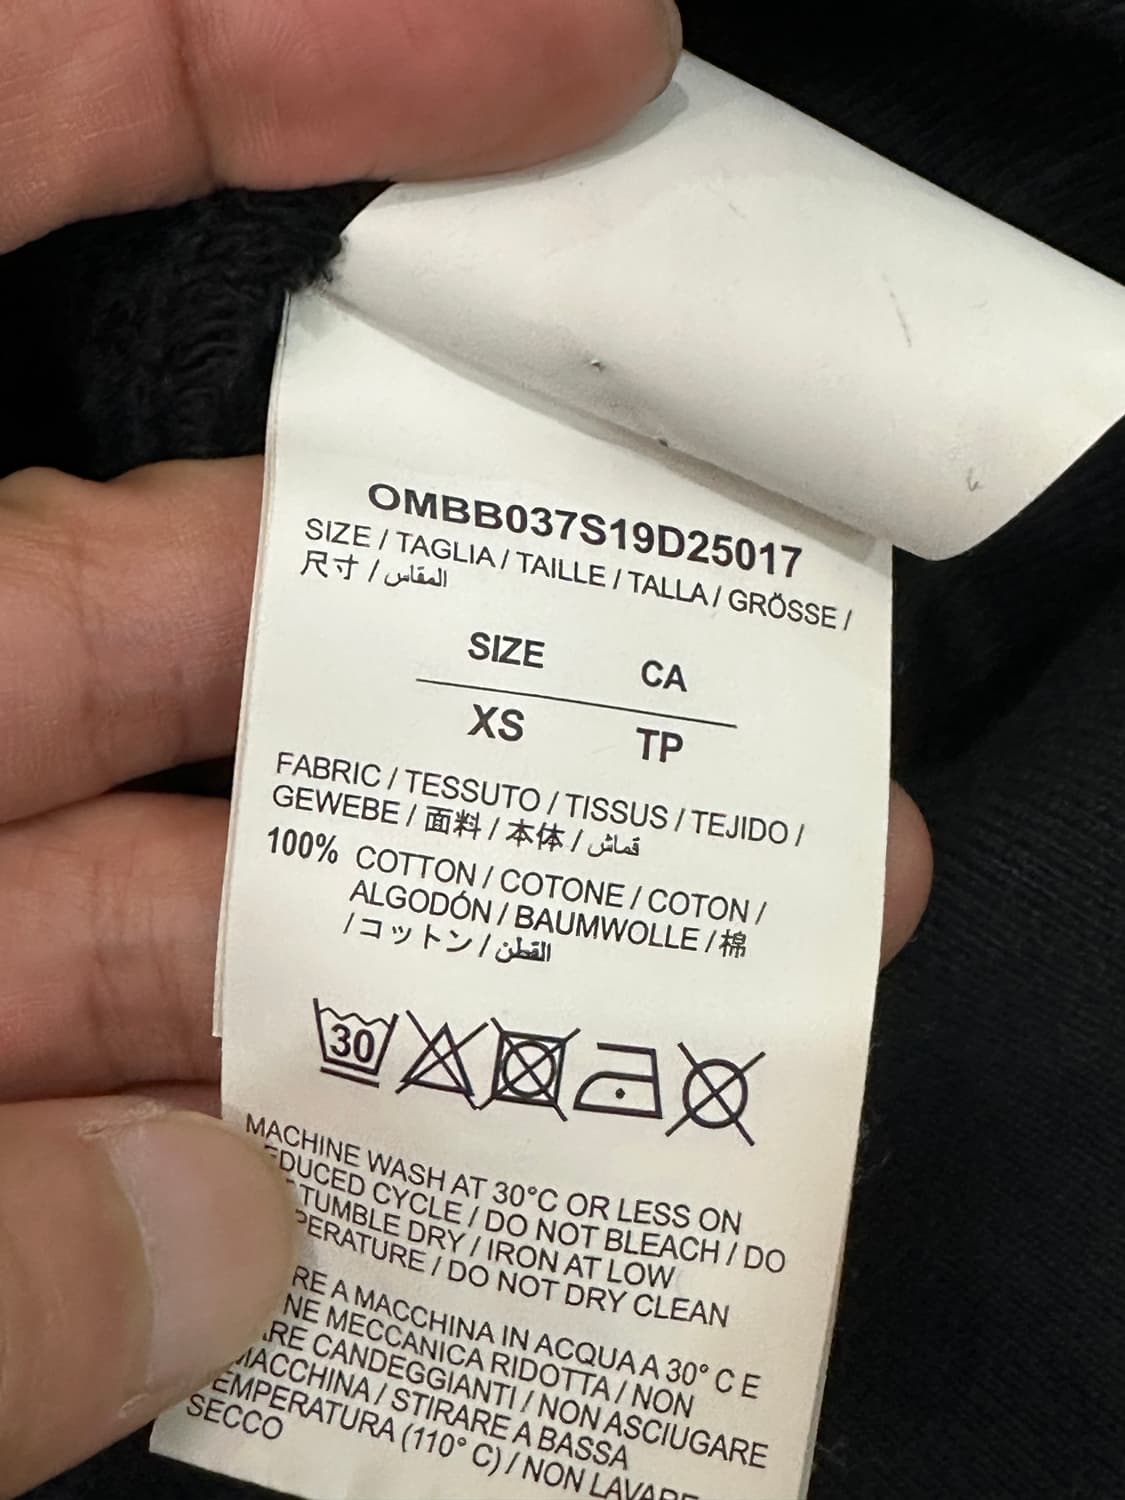 OMBB037S19D25017
SIZE / TAGLIA / TAILLE / TALLA / GRÖSSE /
尺寸 / المقاس
SIZE CA
XS TP
FABRIC / TESSUTO / TISSUS / TEJIDO /
GEWEBE / 面料 / 本体 / قماش
100% COTTON / COTONE / COTON /
ALGODÓN / BAUMWOLLE / 棉
/ コットン / القطن
30
MACHINE WASH AT 30°C OR LESS ON
EDUCED CYCLE / DO NOT BLEACH / DO
TUMBLE DRY / IRON AT LOW
PERATURE / DO NOT DRY CLEAN
RE A MACCHINA IN ACQUA A 30° C E
NE MECCANICA RIDOTTA / NON
ARE CANDEGGIANTI / NON ASCIUGARE
MACCHINA / STIRARE A BASSA
EMPERATURA (110° C) / NON LAVARE
SECCO